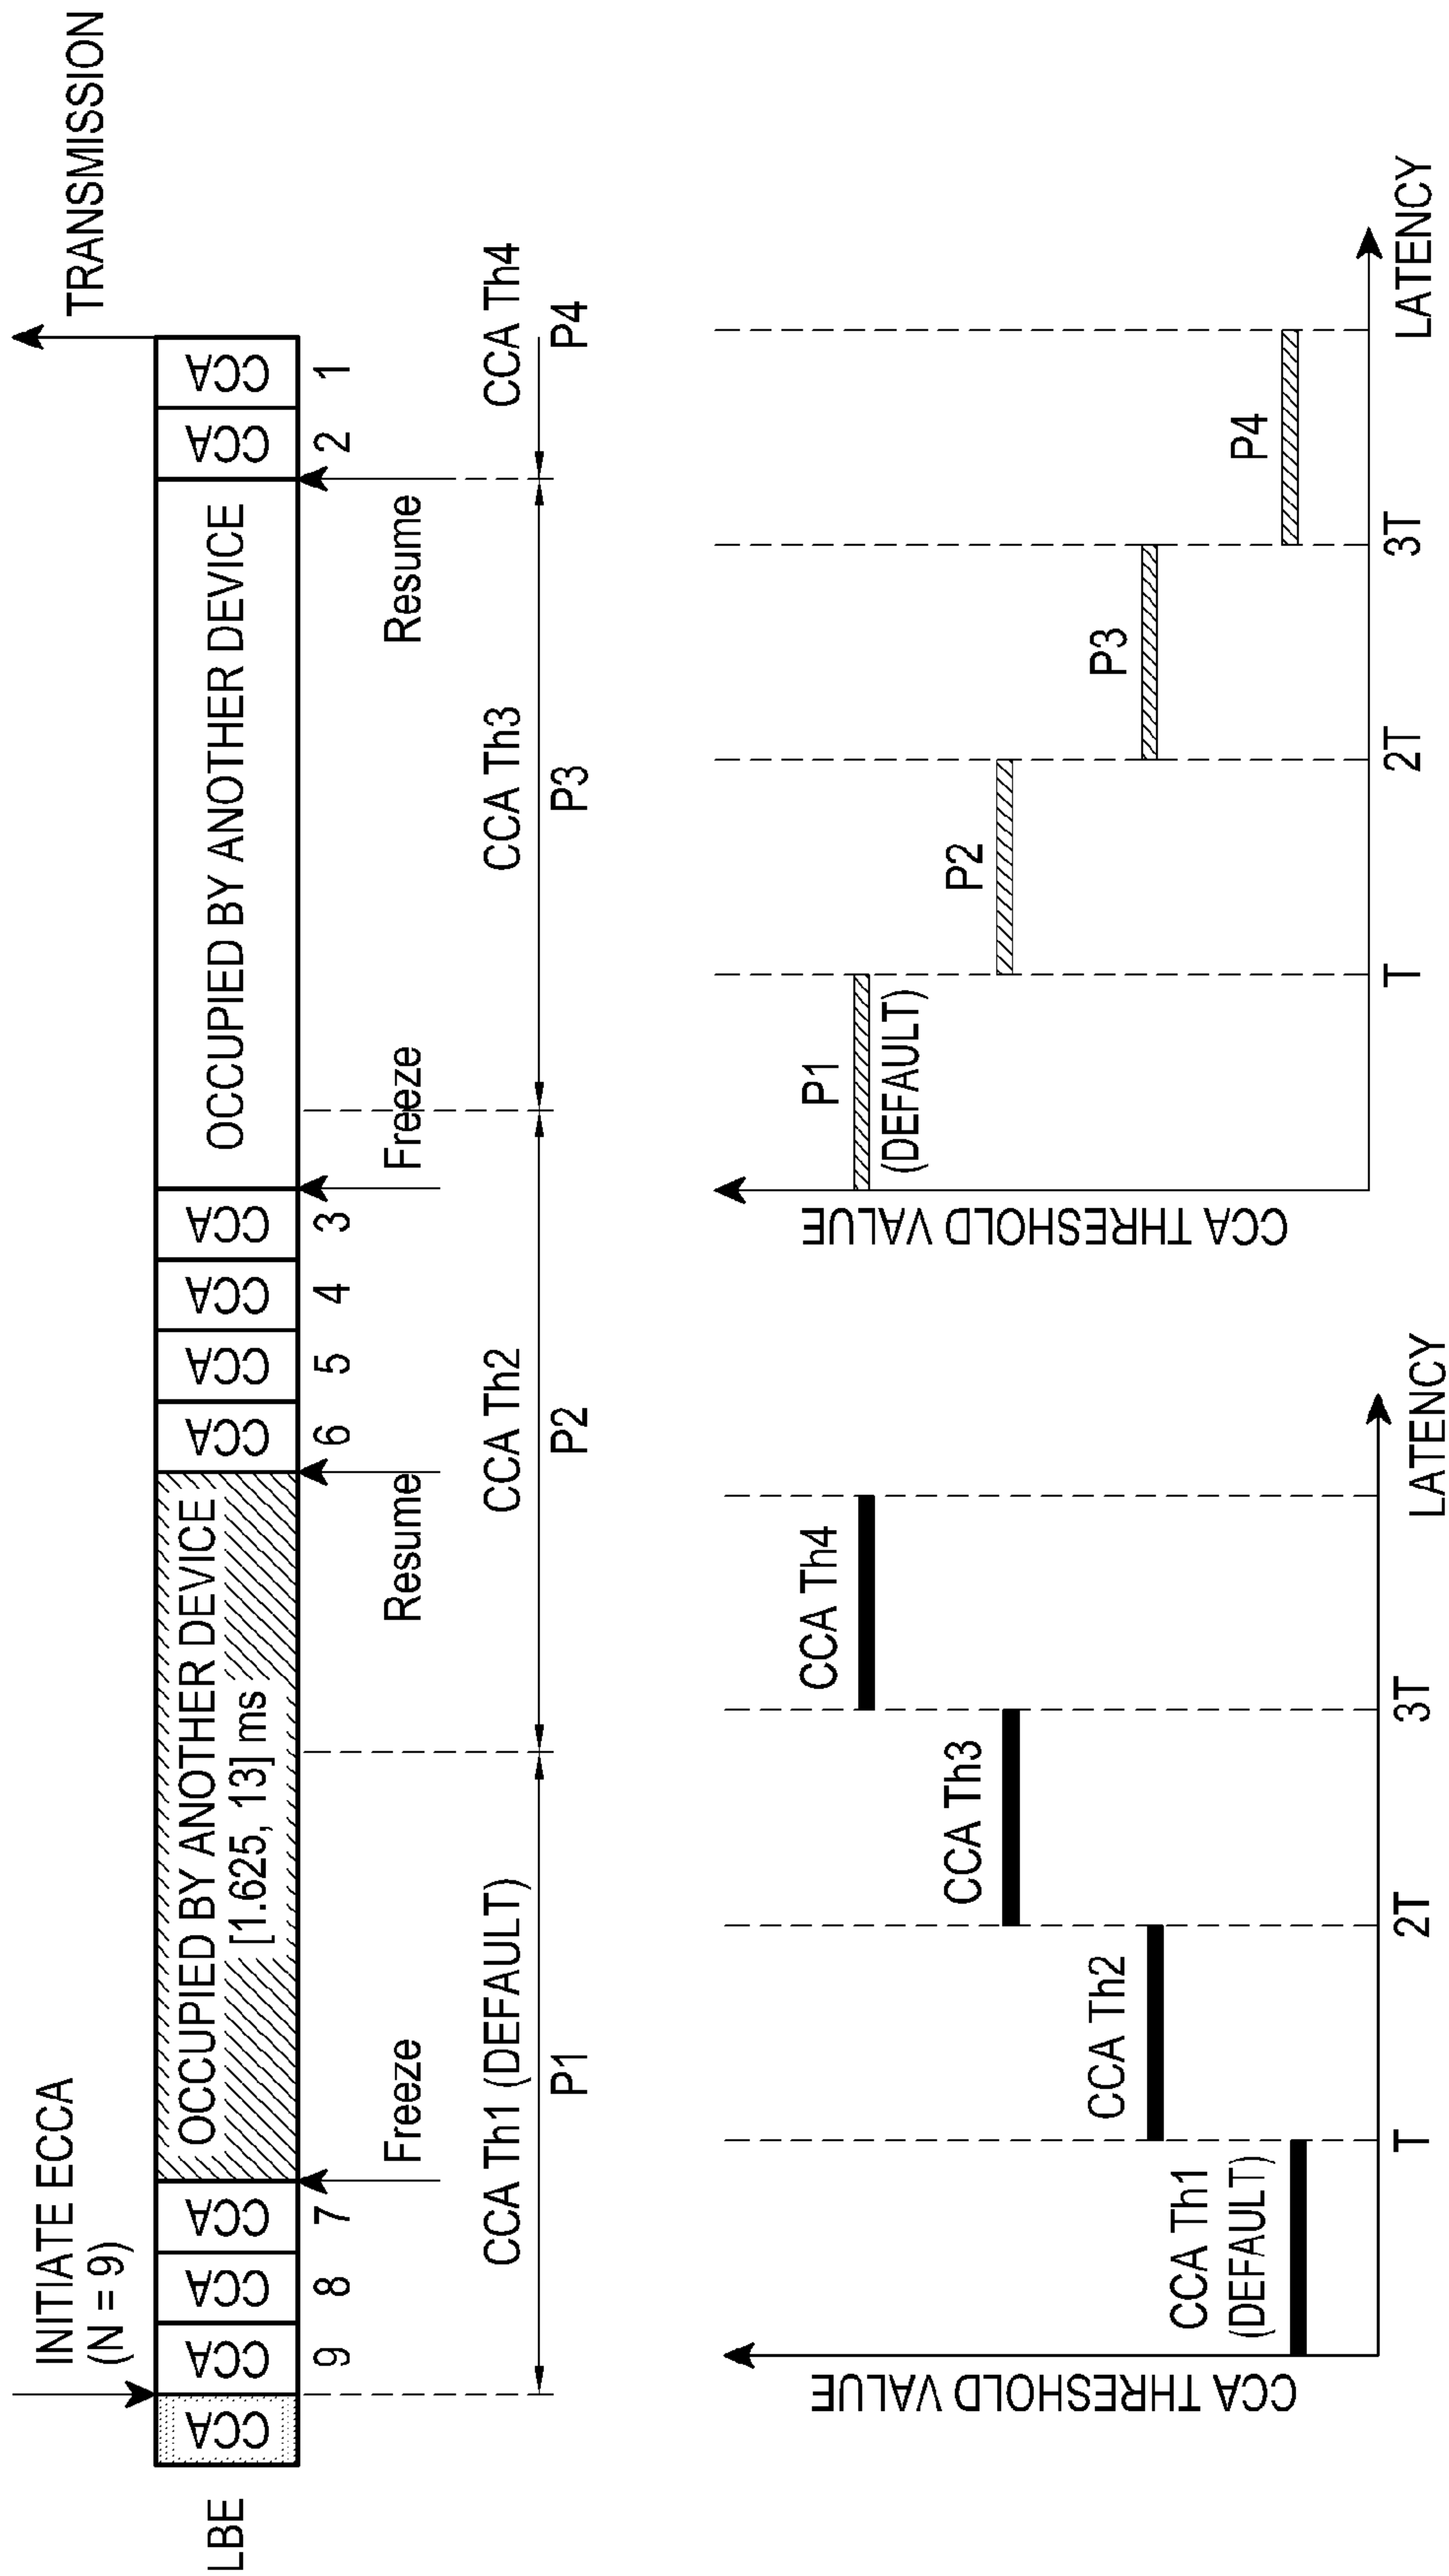 INITIATE ECCA
(N = 9)
TRANSMISSION
LBE
CCA
CCA
CCA
CCA
OCCUPIED BY ANOTHER DEVICE
[1.625, 13] ms
CCA
CCA
CCA
CCA
OCCUPIED BY ANOTHER DEVICE
CCA
CCA
9 8 7 6 5 4 3 2 1
Freeze
Resume
Freeze
Resume
CCA Th1 (DEFAULT)
CCA Th2
CCA Th3
CCA Th4
P1
P2
P3
P4
CCA THRESHOLD VALUE
CCA Th4
CCA Th3
CCA Th2
CCA Th1
(DEFAULT)
T 2T 3T
LATENCY
CCA THRESHOLD VALUE
P1
(DEFAULT)
P2
P3
P4
T 2T 3T
LATENCY